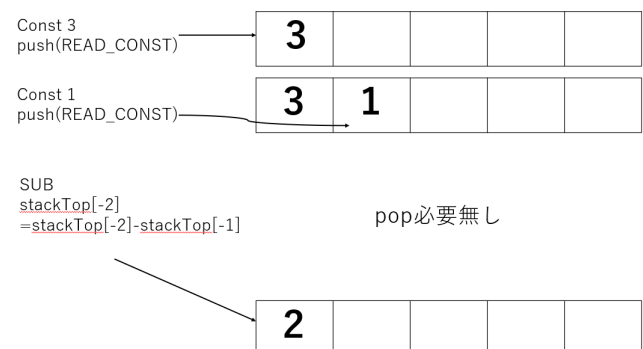 Const 3
push(READ_CONST)
3
Const 1
push(READ_CONST)
3 1
SUB
stackTop[-2]
=stackTop[-2]-stackTop[-1]
pop必要無し
2